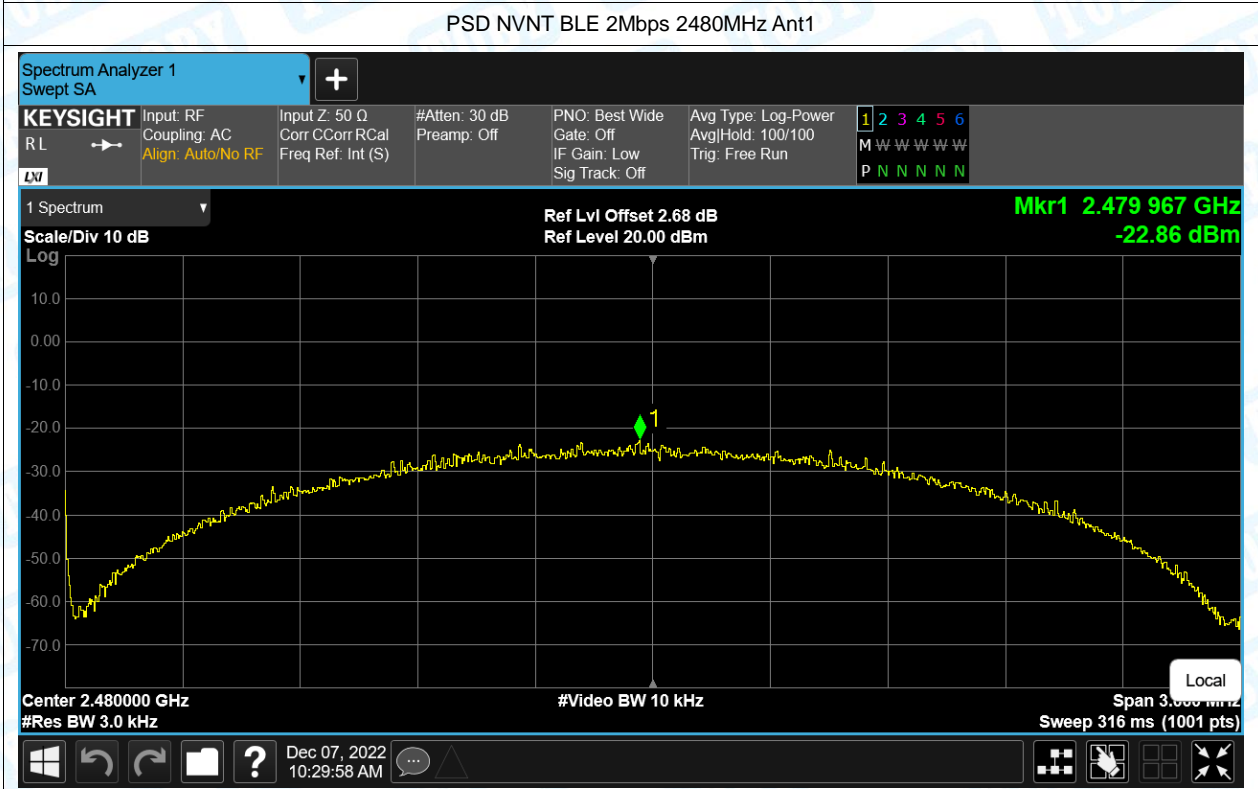 PSD NVNT BLE 2Mbps 2480MHz Ant1
Spectrum Analyzer 1
Swept SA
KEYSIGHT
R L
LXI
Input: RF
Coupling: AC
Align: Auto/No RF
Input Z: 50 Ω
Corr CCorr RCal
Freq Ref: Int (S)
#Atten: 30 dB
Preamp: Off
PNO: Best Wide
Gate: Off
IF Gain: Low
Sig Track: Off
Avg Type: Log-Power
Avg|Hold: 100/100
Trig: Free Run
1 2 3 4 5 6
M W W W W W
P N N N N N
1 Spectrum
Scale/Div 10 dB
Ref Lvl Offset 2.68 dB
Ref Level 20.00 dBm
Mkr1 2.479 967 GHz
-22.86 dBm
Log
10.0
0.00
-10.0
-20.0
-30.0
-40.0
-50.0
-60.0
-70.0
1
Local
Center 2.480000 GHz
#Video BW 10 kHz
Span 3.000 MHz
#Res BW 3.0 kHz
Sweep 316 ms (1001 pts)
Dec 07, 2022
10:29:58 AM